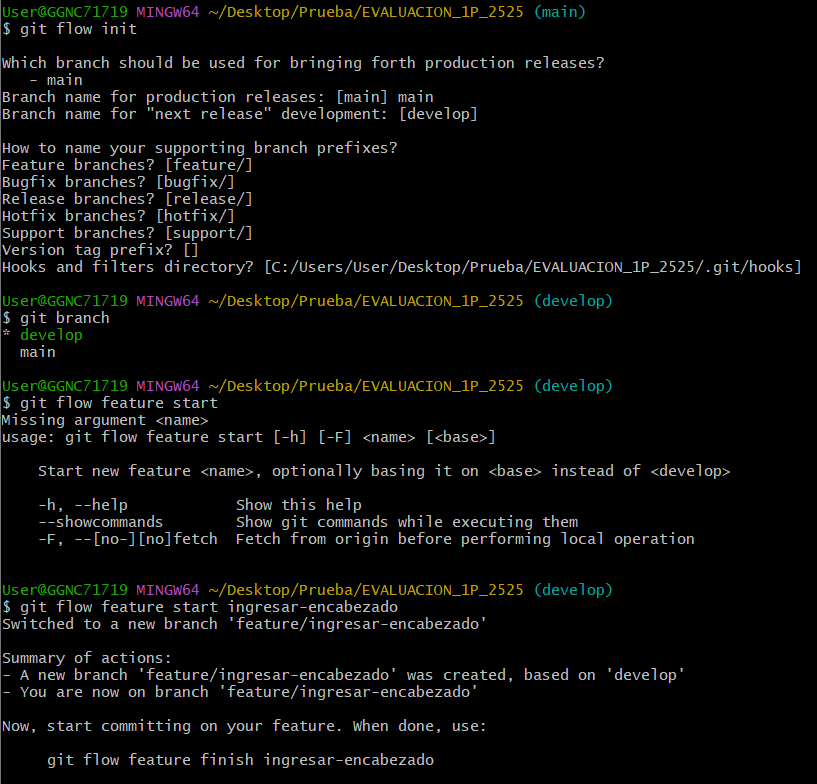 User@GGNC71719 MINGW64 ~/Desktop/Prueba/EVALUACION_1P_2525 (main)
$ git flow init

Which branch should be used for bringing forth production releases?
   - main
Branch name for production releases: [main] main
Branch name for "next release" development: [develop]

How to name your supporting branch prefixes?
Feature branches? [feature/]
Bugfix branches? [bugfix/]
Release branches? [release/]
Hotfix branches? [hotfix/]
Support branches? [support/]
Version tag prefix? []
Hooks and filters directory? [C:/Users/User/Desktop/Prueba/EVALUACION_1P_2525/.git/hooks]

User@GGNC71719 MINGW64 ~/Desktop/Prueba/EVALUACION_1P_2525 (develop)
$ git branch
* develop
  main

User@GGNC71719 MINGW64 ~/Desktop/Prueba/EVALUACION_1P_2525 (develop)
$ git flow feature start
Missing argument <name>
usage: git flow feature start [-h] [-F] <name> [<base>]

    Start new feature <name>, optionally basing it on <base> instead of <develop>

    -h, --help            Show this help
    --showcommands        Show git commands while executing them
    -F, --[no-][no]fetch  Fetch from origin before performing local operation


User@GGNC71719 MINGW64 ~/Desktop/Prueba/EVALUACION_1P_2525 (develop)
$ git flow feature start ingresar-encabezado
Switched to a new branch 'feature/ingresar-encabezado'

Summary of actions:
- A new branch 'feature/ingresar-encabezado' was created, based on 'develop'
- You are now on branch 'feature/ingresar-encabezado'

Now, start committing on your feature. When done, use:

     git flow feature finish ingresar-encabezado